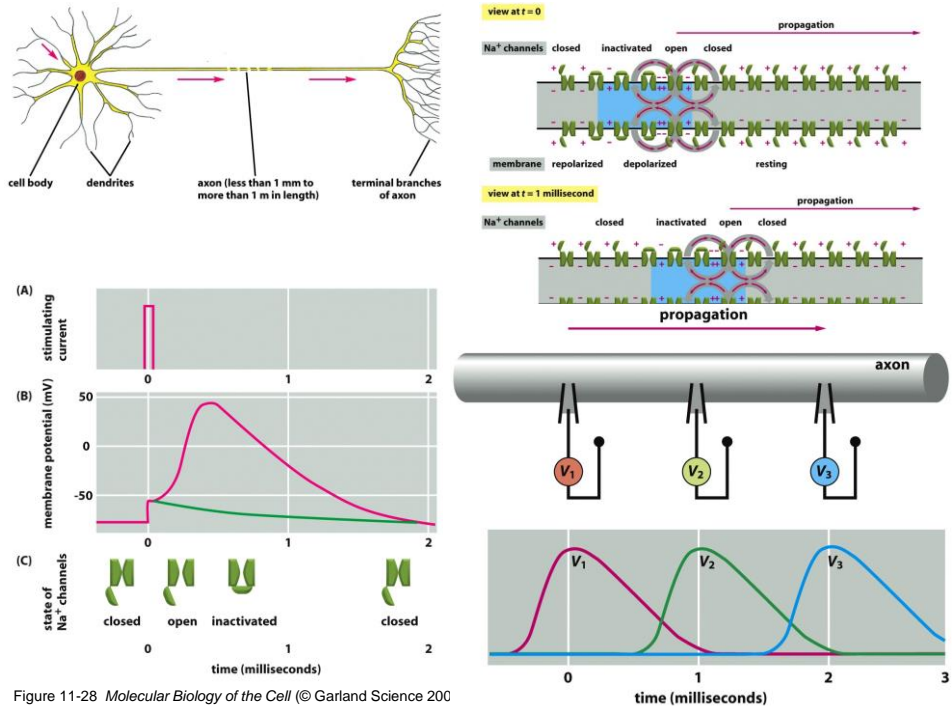 cell body
dendrites
axon (less than 1 mm to
more than 1 m in length)
terminal branches
of axon
view at t = 0
propagation
Na+ channels closed inactivated open closed
membrane repolarized depolarized resting
view at t = 1 millisecond
propagation
Na+ channels closed inactivated open closed
propagation
axon
V1
V2
V3
V1
V2
V3
0 1 2 3
time (milliseconds)
(A)
stimulating
current
0 1 2
(B)
membrane potential (mV)
50
0
-50
0 1 2
(C)
state of
Na+ channels
closed open inactivated closed
0 1 2
time (milliseconds)
Figure 11-28 Molecular Biology of the Cell (© Garland Science 200